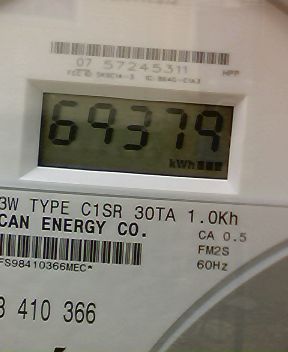 07 57245311
HPP
69379
kWh
3W TYPE C1SR 30TA 1.0Kh
CAN ENERGY CO.
CA 0.5
FM2S
60Hz
FS98410366MEC*
410 366